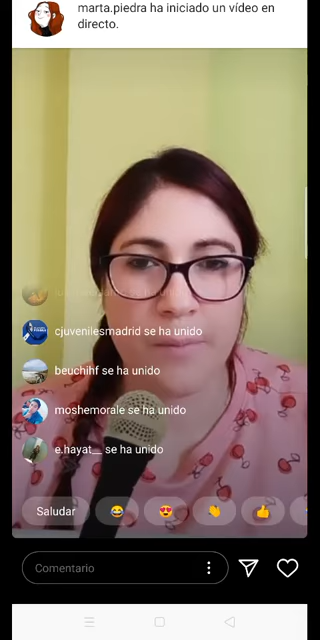 marta.piedra ha iniciado un vídeo en
directo.
cjuvenilesmadrid se ha unido
beuchihf se ha unido
moshemorale se ha unido
e.hayat__ se ha unido
Saludar
Comentario